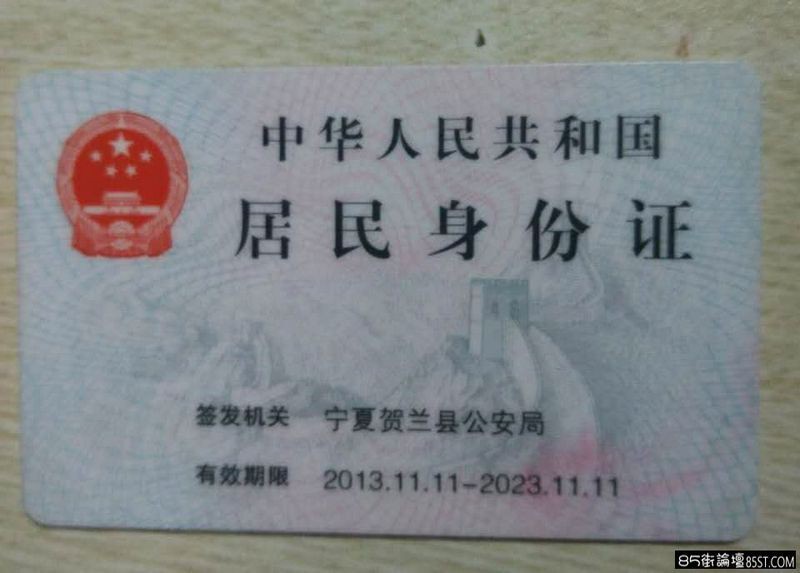 中华人民共和国
居民身份证
签发机关 宁夏贺兰县公安局
有效期限 2013.11.11-2023.11.11
85街論壇85ST.COM